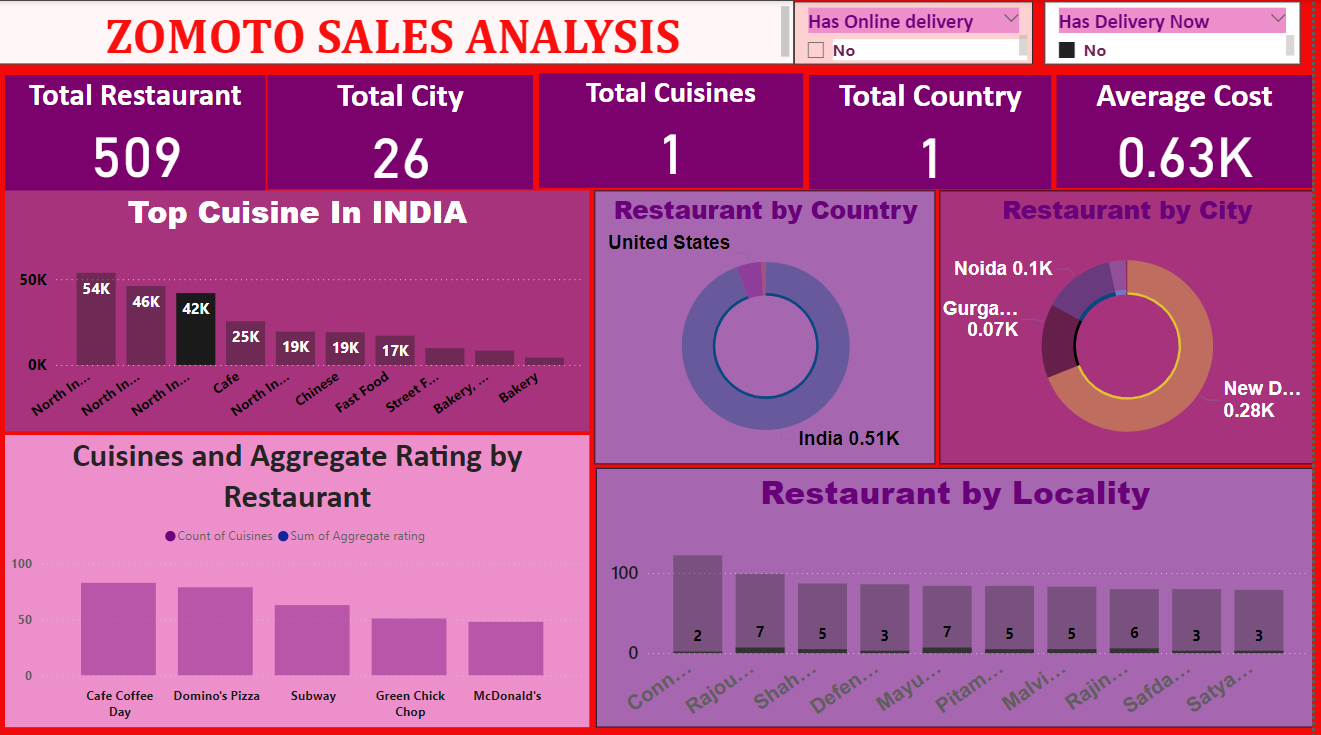 ZOMOTO SALES ANALYSIS
Has Online delivery
No
Has Delivery Now
No
Total Restaurant
509
Total City
26
Total Cuisines
1
Total Country
1
Average Cost
0.63K
Top Cuisine In INDIA
50K
0K
54K
46K
42K
25K
19K
19K
17K
North In...
North In...
North In...
Cafe
North In...
Chinese
Fast Food
Street F...
Bakery, ...
Bakery
Restaurant by Country
United States
India 0.51K
Restaurant by City
Noida 0.1K
Gurga...
0.07K
New D...
0.28K
Cuisines and Aggregate Rating by
Restaurant
Count of Cuisines Sum of Aggregate rating
100
50
0
Cafe Coffee
Day
Domino's Pizza
Subway
Green Chick
Chop
McDonald's
Restaurant by Locality
100
0
2
7
5
3
7
5
5
6
3
3
Conn...
Rajou...
Shah...
Defen...
Mayu...
Pitam...
Malvi...
Rajin...
Safda...
Satya...